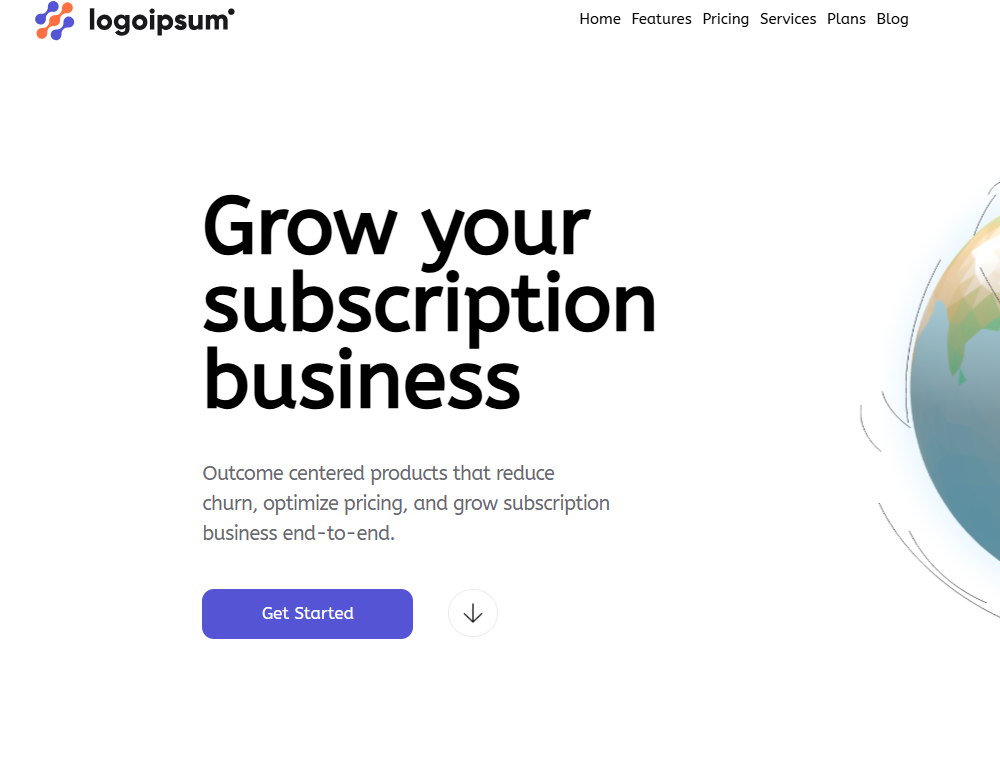 logoipsum
Home Features Pricing Services Plans Blog
Grow your
subscription
business
Outcome centered products that reduce
churn, optimize pricing, and grow subscription
business end-to-end.
Get Started